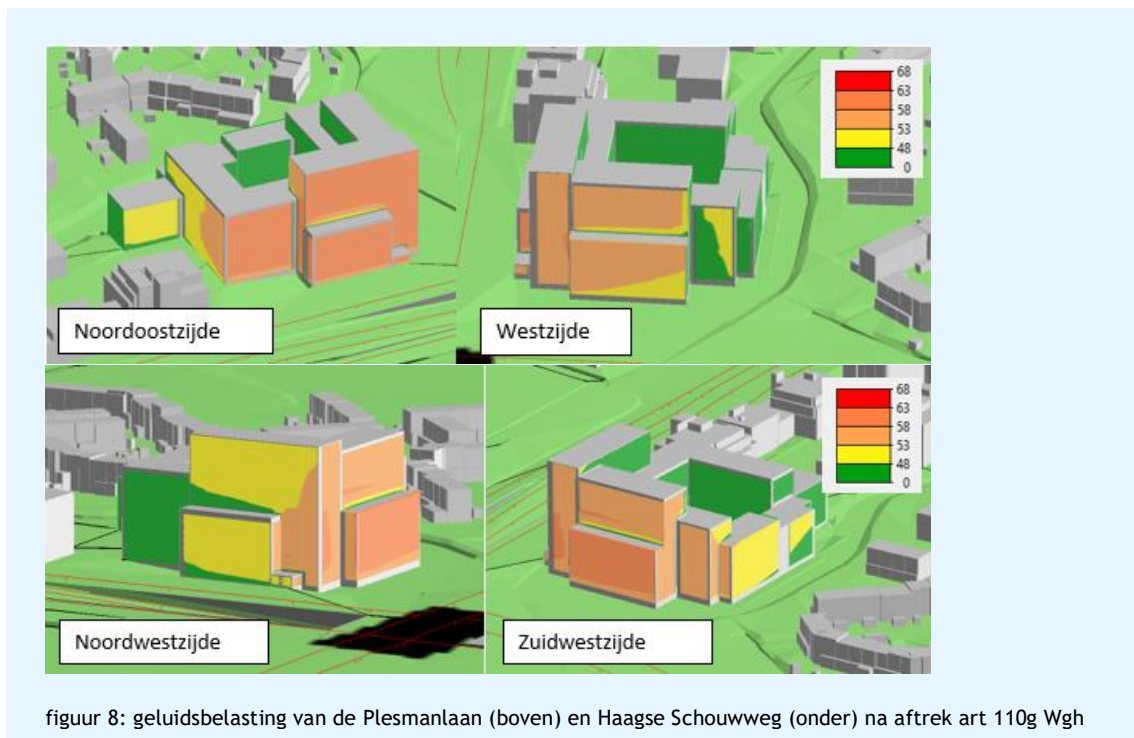 68
63
58
53
48
0
Noordoostzijde
Westzijde
68
63
58
53
48
0
Noordwestzijde
Zuidwestzijde
figuur 8: geluidsbelasting van de Plesmanlaan (boven) en Haagse Schouwweg (onder) na aftrek art 110g Wgh